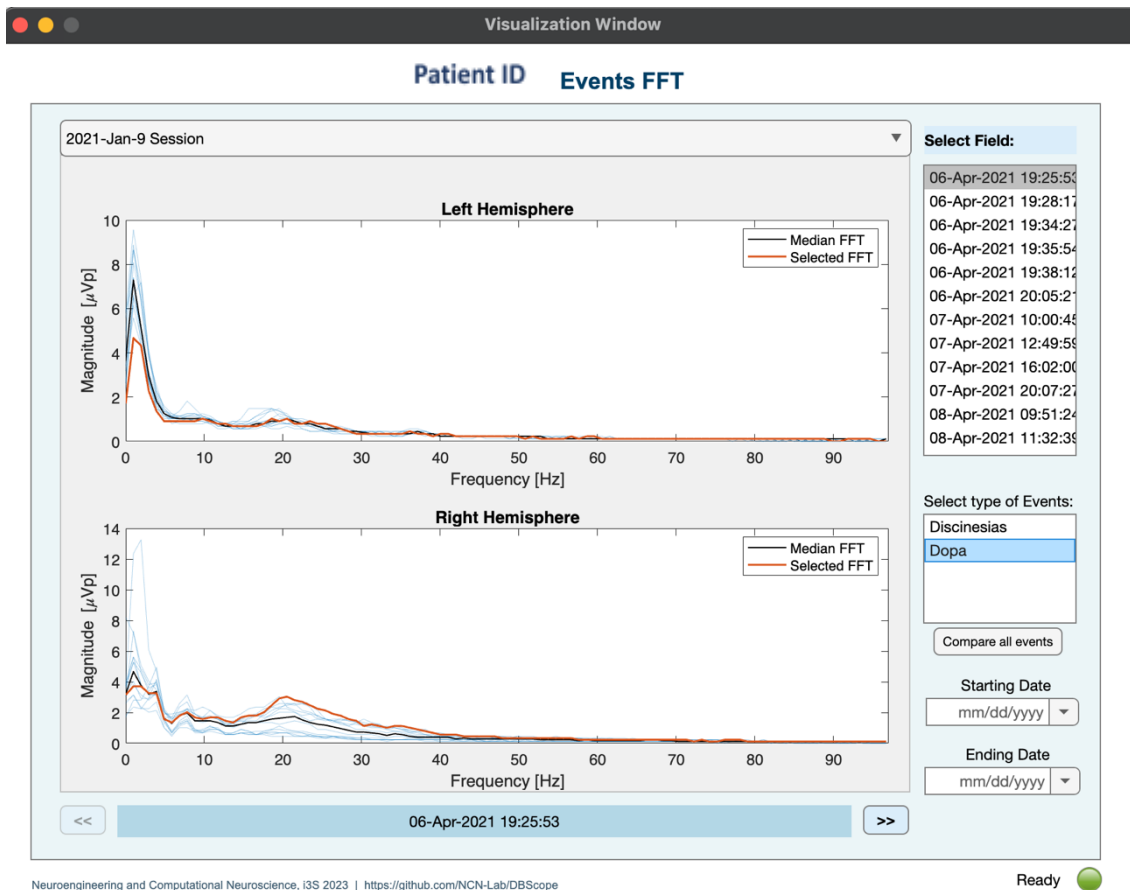 Visualization Window
Patient ID Events FFT
2021-Jan-9 Session
Left Hemisphere
10
8
6
4
2
0
Magnitude [μVp]
Median FFT
Selected FFT
0 10 20 30 40 50 60 70 80 90
Frequency [Hz]
Right Hemisphere
14
12
10
8
6
4
2
0
Magnitude [μVp]
Median FFT
Selected FFT
0 10 20 30 40 50 60 70 80 90
Frequency [Hz]
<< 06-Apr-2021 19:25:53 >>
Select Field:
06-Apr-2021 19:25:53
06-Apr-2021 19:28:17
06-Apr-2021 19:34:27
06-Apr-2021 19:35:54
06-Apr-2021 19:38:12
06-Apr-2021 20:05:21
07-Apr-2021 10:00:45
07-Apr-2021 12:49:59
07-Apr-2021 16:02:00
07-Apr-2021 20:07:27
08-Apr-2021 09:51:24
08-Apr-2021 11:32:39
Select type of Events:
Discinesias
Dopa
Compare all events
Starting Date
mm/dd/yyyy
Ending Date
mm/dd/yyyy
Neuroengineering and Computational Neuroscience, i3S 2023 | https://github.com/NCN-Lab/DBScope
Ready